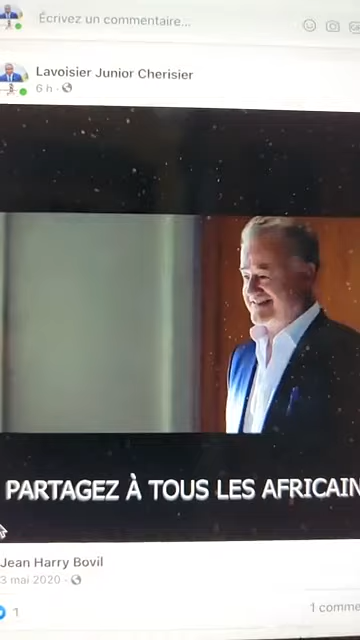 Écrivez un commentaire...
Lavoisier Junior Cherisier
6 h
PARTAGEZ À TOUS LES AFRICAIN
Jean Harry Bovil
3 mai 2020
1
1 comme